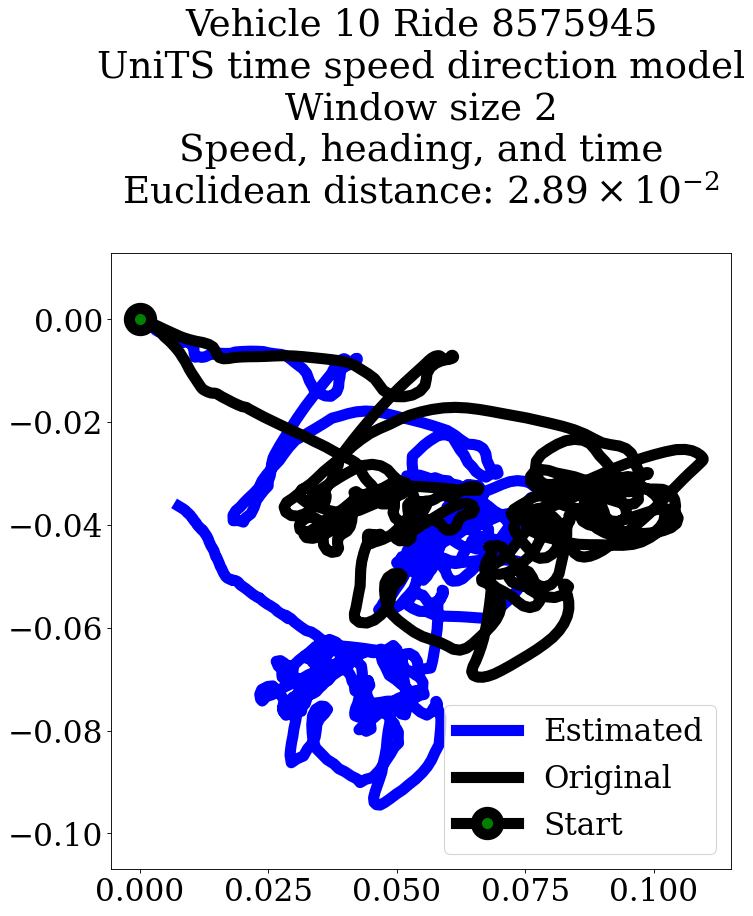 Vehicle 10 Ride 8575945
UniTS time speed direction model
Window size 2
Speed, heading, and time
Euclidean distance: 2.89 × 10⁻²
0.00
−0.02
−0.04
−0.06
−0.08
−0.10
Estimated
Original
Start
0.000 0.025 0.050 0.075 0.100